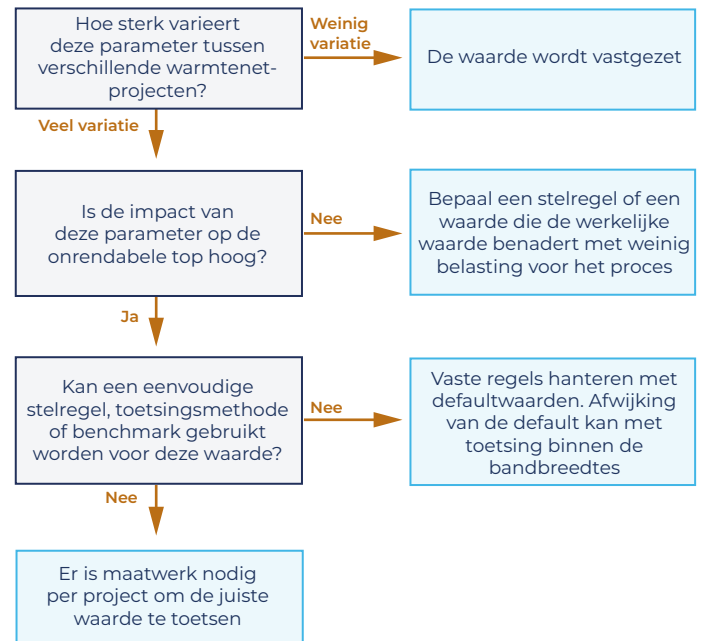 Hoe sterk varieert
deze parameter tussen
verschillende warmtenet-
projecten?
Weinig
variatie
De waarde wordt vastgezet
Veel variatie
Is de impact van
deze parameter op de
onrendabele top hoog?
Nee
Bepaal een stelregel of een
waarde die de werkelijke
waarde benadert met weinig
belasting voor het proces
Ja
Kan een eenvoudige
stelregel, toetsingsmethode
of benchmark gebruikt
worden voor deze waarde?
Nee
Vaste regels hanteren met
defaultwaarden. Afwijking
van de default kan met
toetsing binnen de
bandbreedtes
Nee
Er is maatwerk nodig
per project om de juiste
waarde te toetsen